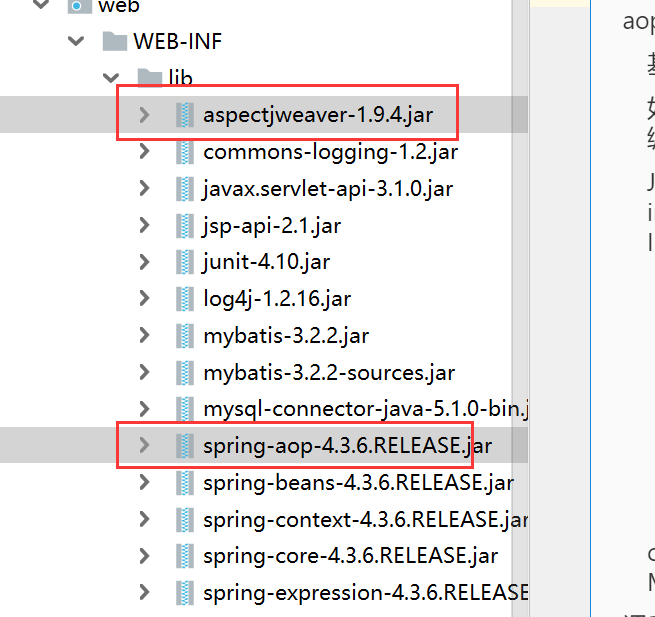 web
WEB-INF
lib
aspectjweaver-1.9.4.jar
commons-logging-1.2.jar
javax.servlet-api-3.1.0.jar
jsp-api-2.1.jar
junit-4.10.jar
log4j-1.2.16.jar
mybatis-3.2.2.jar
mybatis-3.2.2-sources.jar
mysql-connector-java-5.1.0-bin.j
spring-aop-4.3.6.RELEASE.jar
spring-beans-4.3.6.RELEASE.jar
spring-context-4.3.6.RELEASE.jar
spring-core-4.3.6.RELEASE.jar
spring-expression-4.3.6.RELEASE